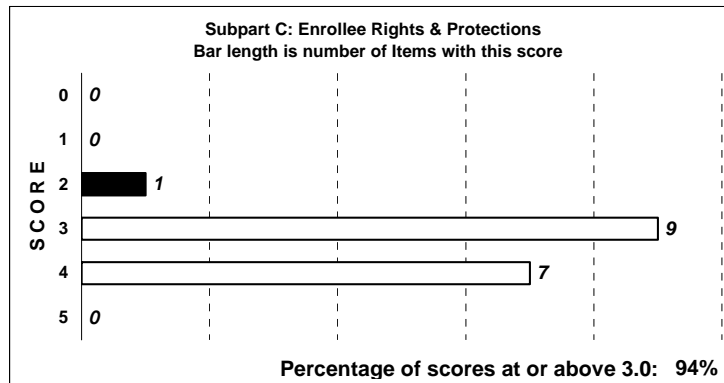 Subpart C: Enrollee Rights & Protections
Bar length is number of Items with this score
SCORE
0 0
1 0
2 1
3 9
4 7
5 0
Percentage of scores at or above 3.0: 94%